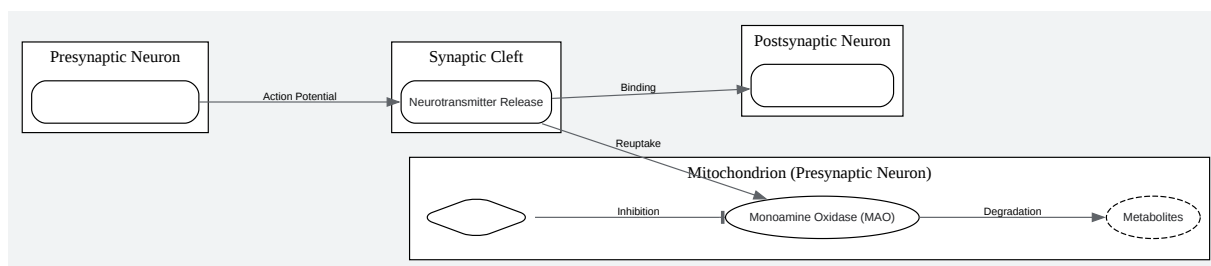 Presynaptic Neuron
Action Potential
Synaptic Cleft
Neurotransmitter Release
Binding
Postsynaptic Neuron
Reuptake
Mitochondrion (Presynaptic Neuron)
Inhibition
Monoamine Oxidase (MAO)
Degradation
Metabolites